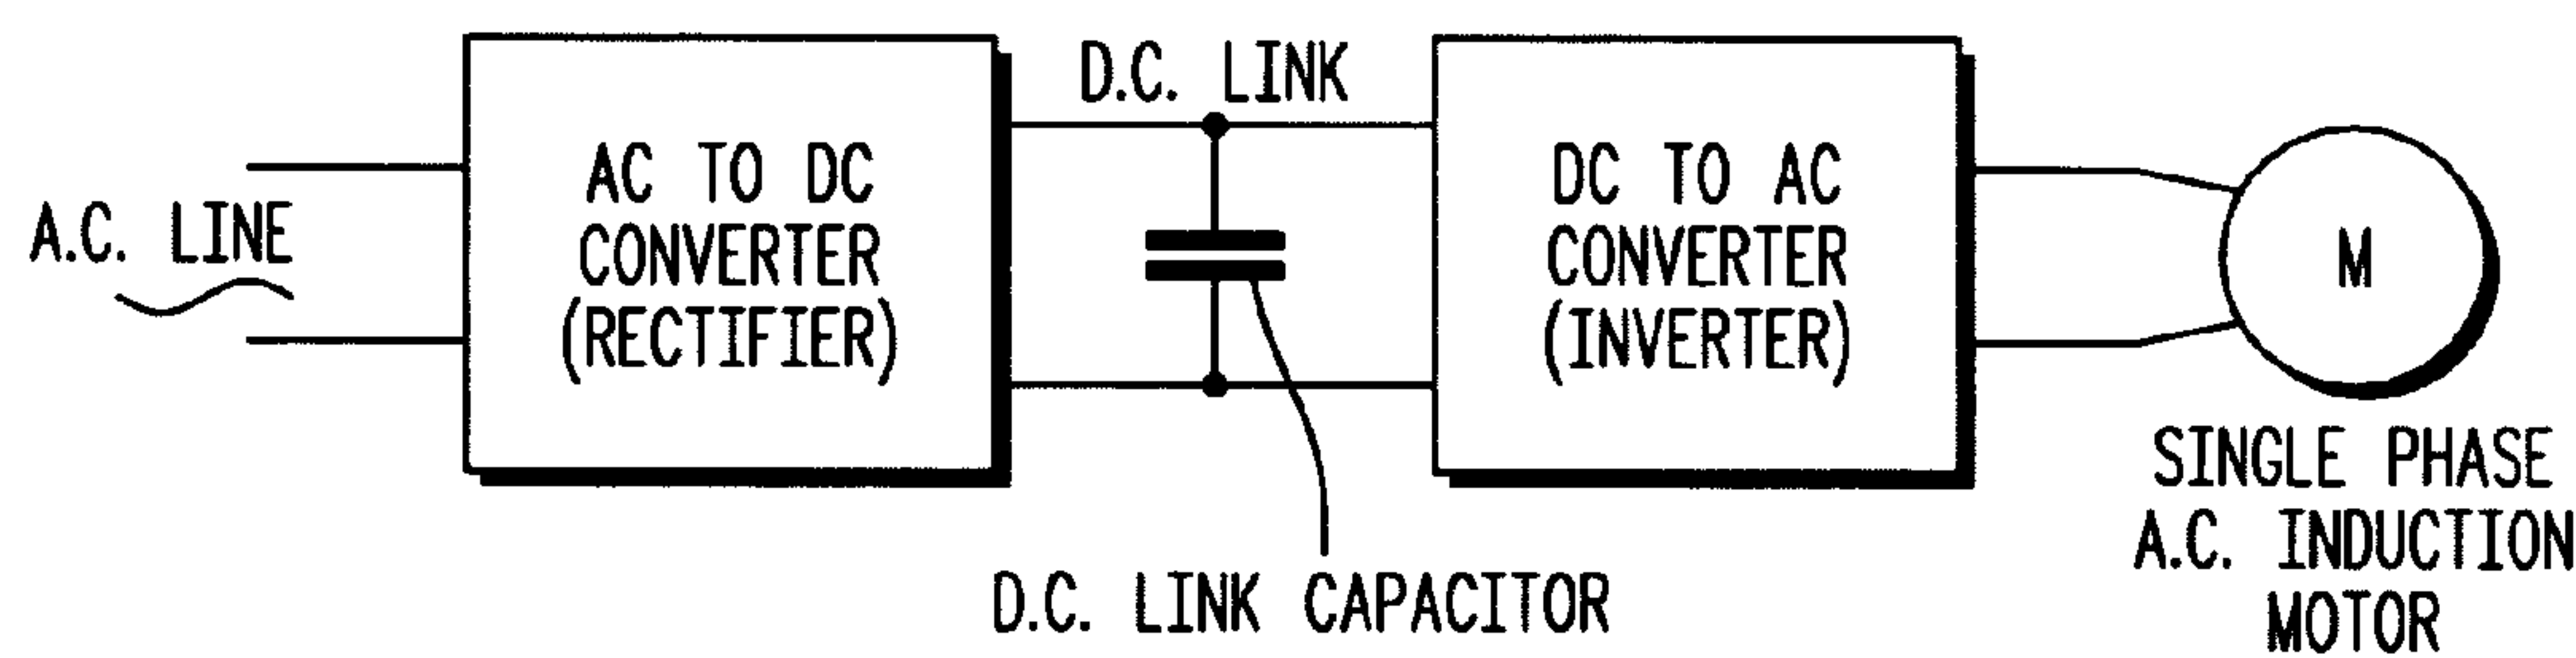 A.C. LINE
AC TO DC
CONVERTER
(RECTIFIER)
D.C. LINK
D.C. LINK CAPACITOR
DC TO AC
CONVERTER
(INVERTER)
M
SINGLE PHASE
A.C. INDUCTION
MOTOR